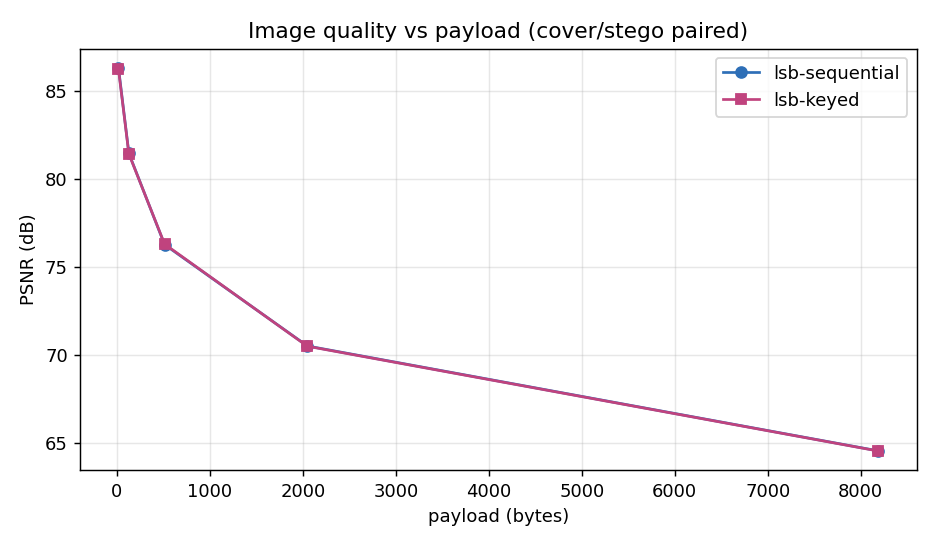 Image quality vs payload (cover/stego paired)
lsb-sequential
lsb-keyed
PSNR (dB)
85
80
75
70
65
0 1000 2000 3000 4000 5000 6000 7000 8000
payload (bytes)